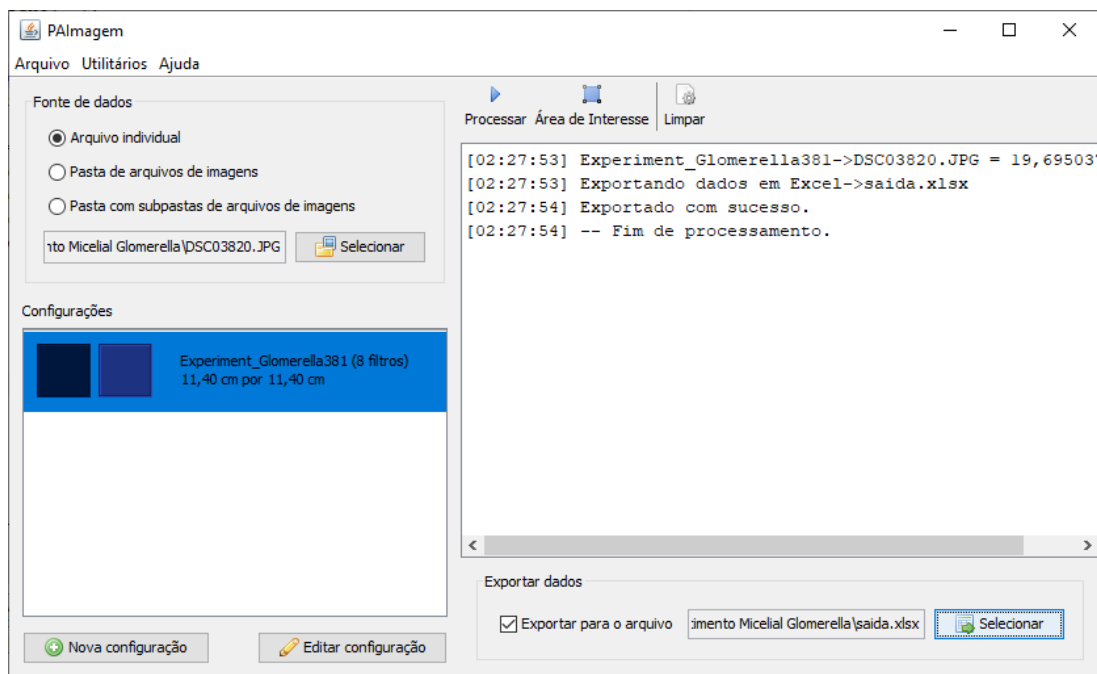 PAImagem
Arquivo Utilitários Ajuda
Fonte de dados
Arquivo individual
Pasta de arquivos de imagens
Pasta com subpastas de arquivos de imagens
nto Micelial Glomerella\DSC03820.JPG
Selecionar
Configurações
Experiment_Glomerella381 (8 filtros)
11,40 cm por 11,40 cm
Nova configuração
Editar configuração
Processar Área de Interesse Limpar
[02:27:53] Experiment_Glomerella381->DSC03820.JPG = 19,695037
[02:27:53] Exportando dados em Excel->saida.xlsx
[02:27:54] Exportado com sucesso.
[02:27:54] -- Fim de processamento.
Exportar dados
Exportar para o arquivo
:imento Micelial Glomerella\saida.xlsx
Selecionar